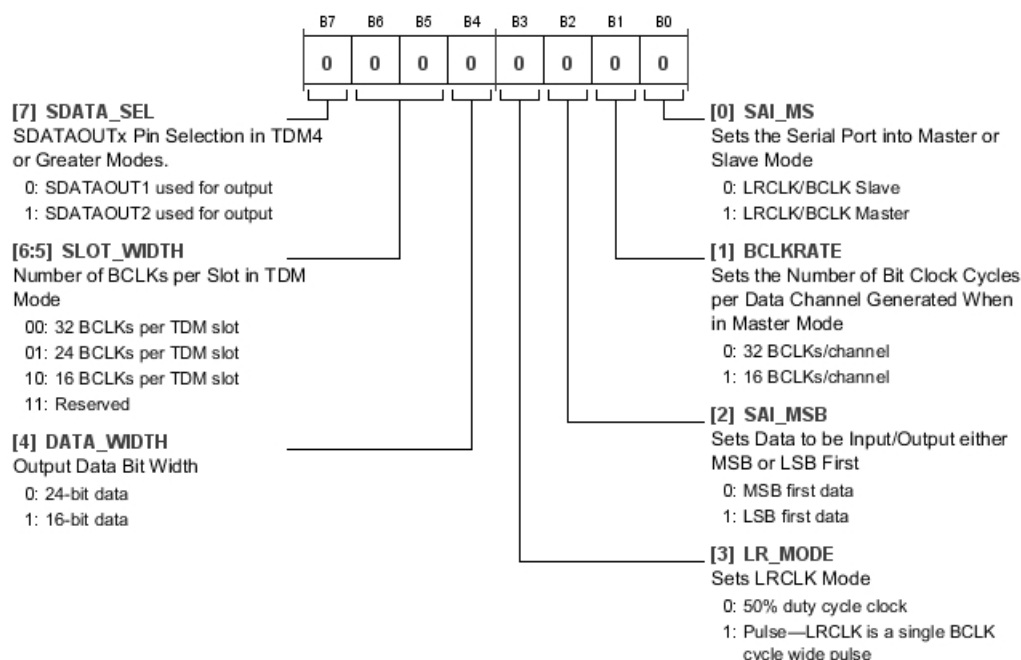 B7 B6 B5 B4 B3 B2 B1 B0
0 0 0 0 0 0 0 0
[7] SDATA_SEL
SDATAOUTx Pin Selection in TDM4
or Greater Modes.
0: SDATAOUT1 used for output
1: SDATAOUT2 used for output
[6:5] SLOT_WIDTH
Number of BCLKs per Slot in TDM
Mode
00: 32 BCLKs per TDM slot
01: 24 BCLKs per TDM slot
10: 16 BCLKs per TDM slot
11: Reserved
[4] DATA_WIDTH
Output Data Bit Width
0: 24-bit data
1: 16-bit data
[0] SAI_MS
Sets the Serial Port into Master or
Slave Mode
0: LRCLK/BCLK Slave
1: LRCLK/BCLK Master
[1] BCLKRATE
Sets the Number of Bit Clock Cycles
per Data Channel Generated When
in Master Mode
0: 32 BCLKs/channel
1: 16 BCLKs/channel
[2] SAI_MSB
Sets Data to be Input/Output either
MSB or LSB First
0: MSB first data
1: LSB first data
[3] LR_MODE
Sets LRCLK Mode
0: 50% duty cycle clock
1: Pulse—LRCLK is a single BCLK
cycle wide pulse